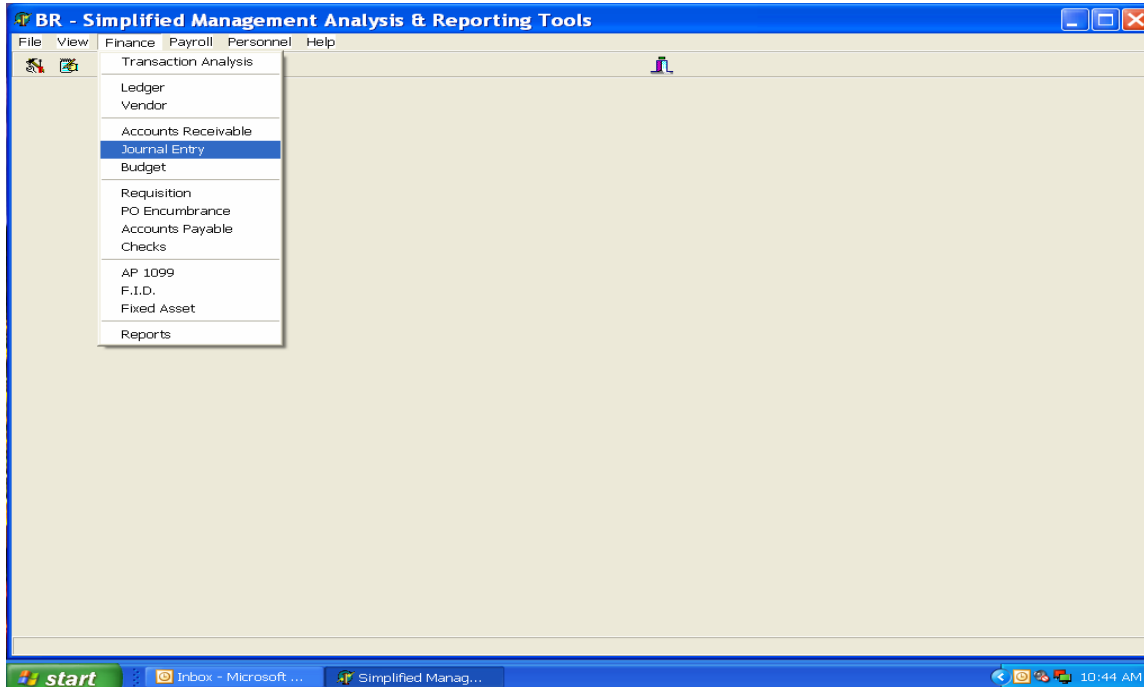 BR - Simplified Management Analysis & Reporting Tools
File View Finance Payroll Personnel Help
Transaction Analysis
Ledger
Vendor
Accounts Receivable
Journal Entry
Budget
Requisition
PO Encumbrance
Accounts Payable
Checks
AP 1099
F.I.D.
Fixed Asset
Reports
start Inbox - Microsoft ... Simplified Manag... 10:44 AM